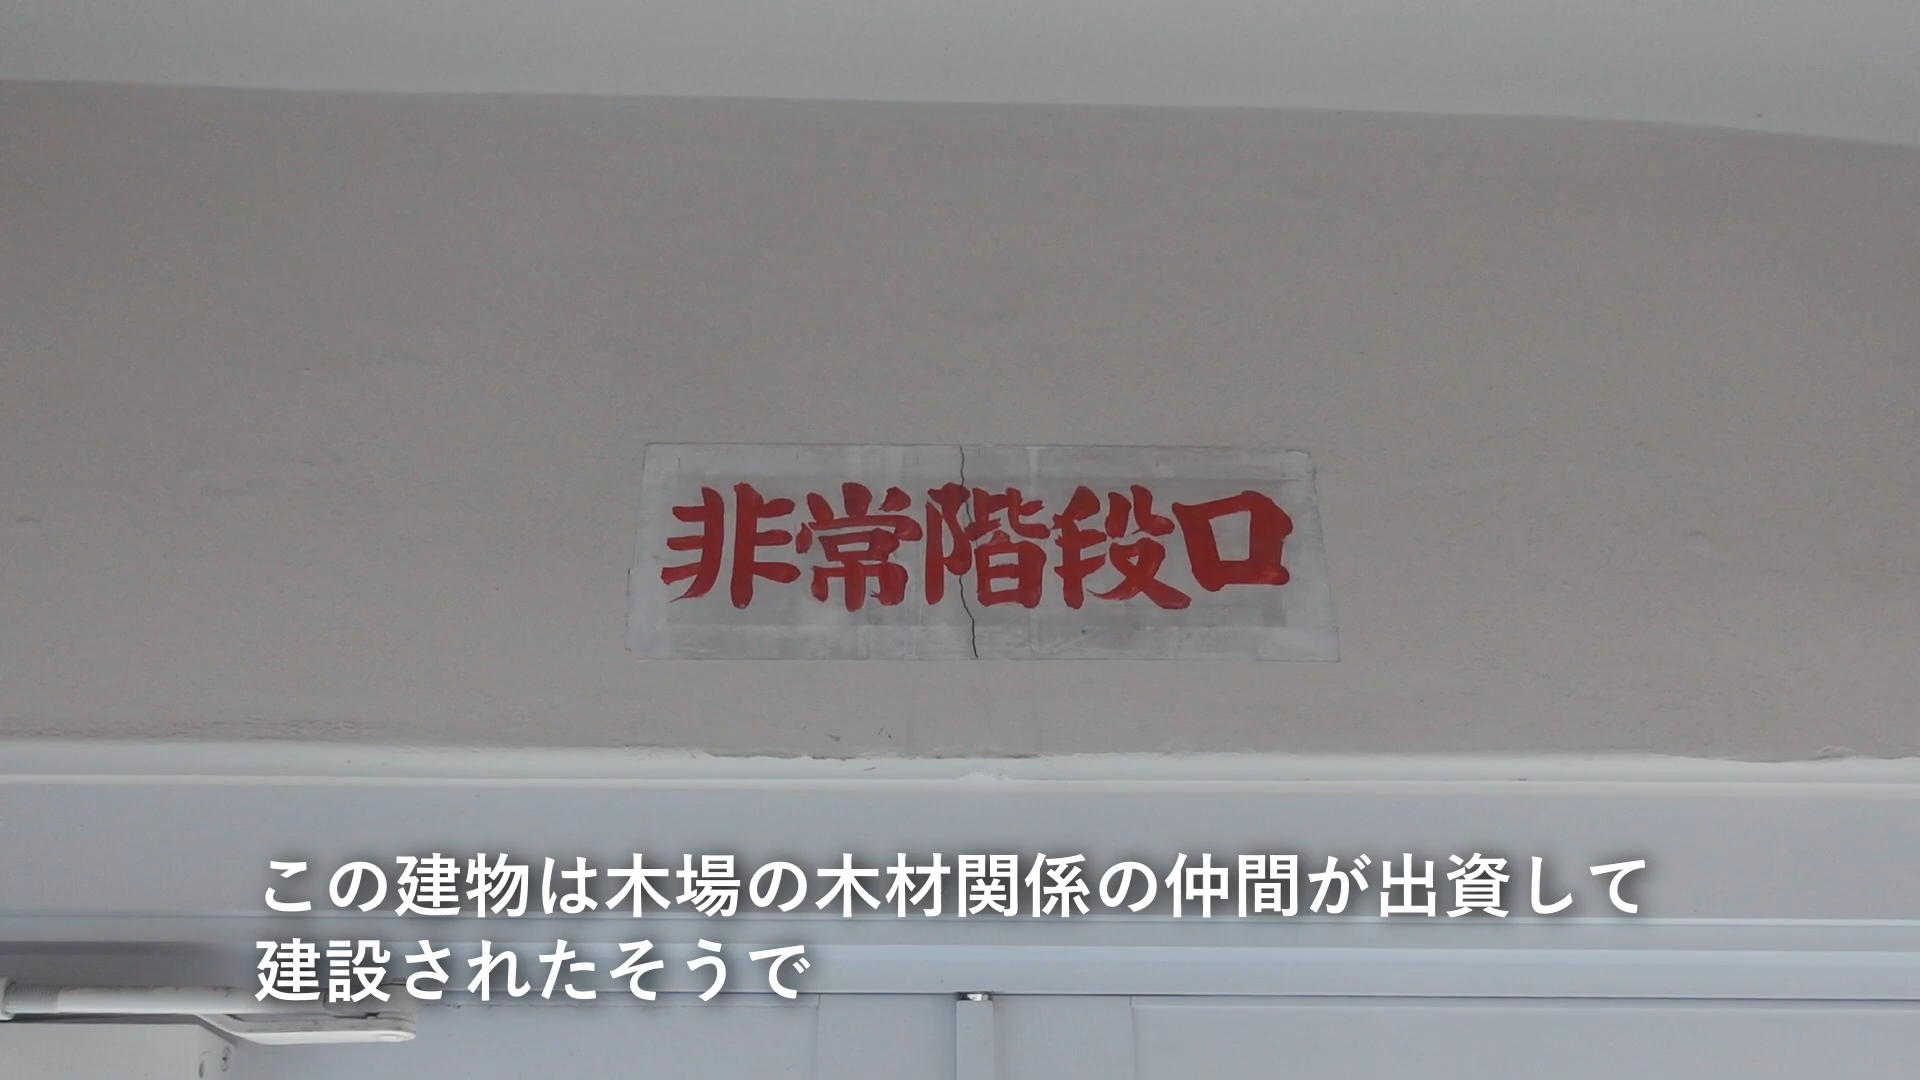 非常階段口
この建物は木場の木材関係の仲間が出資して
建設されたそうで